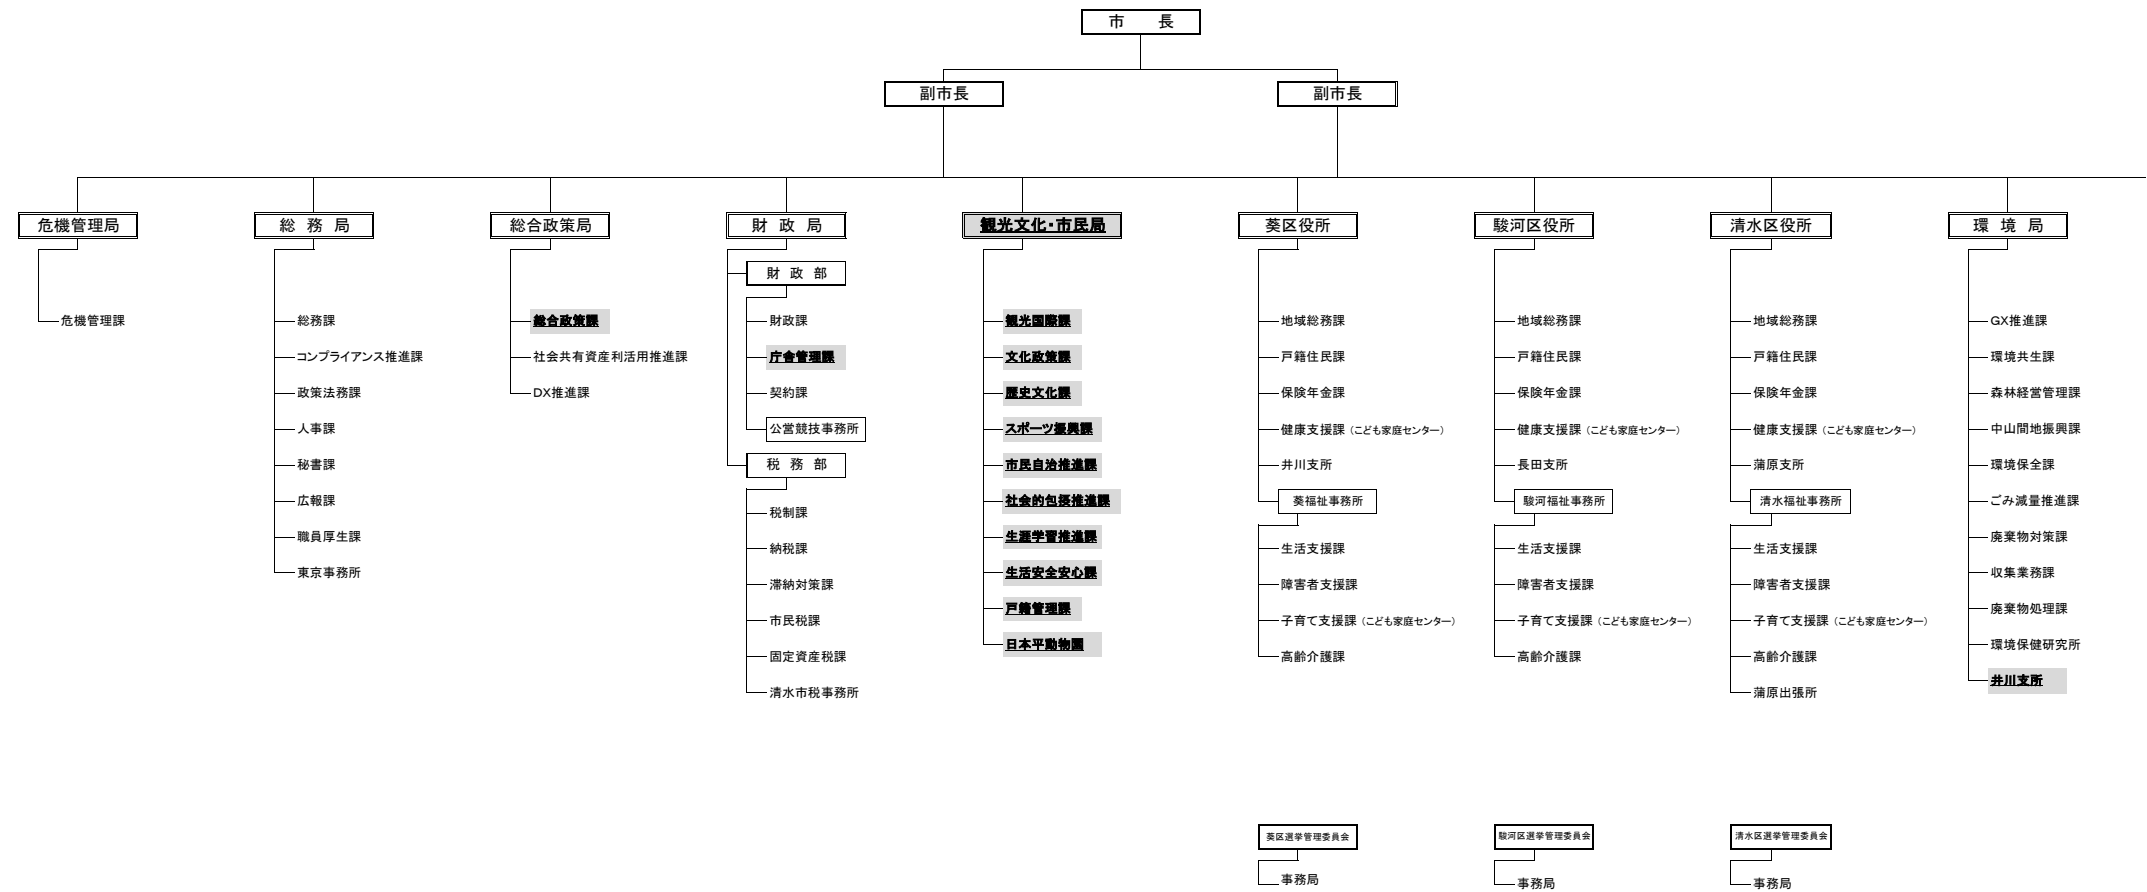 市　長
副市長
副市長
危機管理局
危機管理課
総務局
総務課
コンプライアンス推進課
政策法務課
人事課
秘書課
広報課
職員厚生課
東京事務所
総合政策局
総合政策課
社会共有資産利活用推進課
DX推進課
財政局
財政部
財政課
庁舎管理課
契約課
公営競技事務所
税務部
税制課
納税課
滞納対策課
市民税課
固定資産税課
清水市税事務所
観光文化・市民局
観光国際課
文化政策課
歴史文化課
スポーツ振興課
市民自治推進課
社会的包摂推進課
生涯学習推進課
生活安全安心課
戸籍管理課
日本平動物園
葵区役所
地域総務課
戸籍住民課
保険年金課
健康支援課（こども家庭センター）
井川支所
葵福祉事務所
生活支援課
障害者支援課
子育て支援課（こども家庭センター）
高齢介護課
葵区選挙管理委員会
事務局
駿河区役所
地域総務課
戸籍住民課
保険年金課
健康支援課（こども家庭センター）
長田支所
駿河福祉事務所
生活支援課
障害者支援課
子育て支援課（こども家庭センター）
高齢介護課
駿河区選挙管理委員会
事務局
清水区役所
地域総務課
戸籍住民課
保険年金課
健康支援課（こども家庭センター）
蒲原支所
清水福祉事務所
生活支援課
障害者支援課
子育て支援課（こども家庭センター）
高齢介護課
蒲原出張所
清水区選挙管理委員会
事務局
環境局
GX推進課
環境共生課
森林経営管理課
中山間地振興課
環境保全課
ごみ減量推進課
廃棄物対策課
収集業務課
廃棄物処理課
環境保健研究所
井川支所